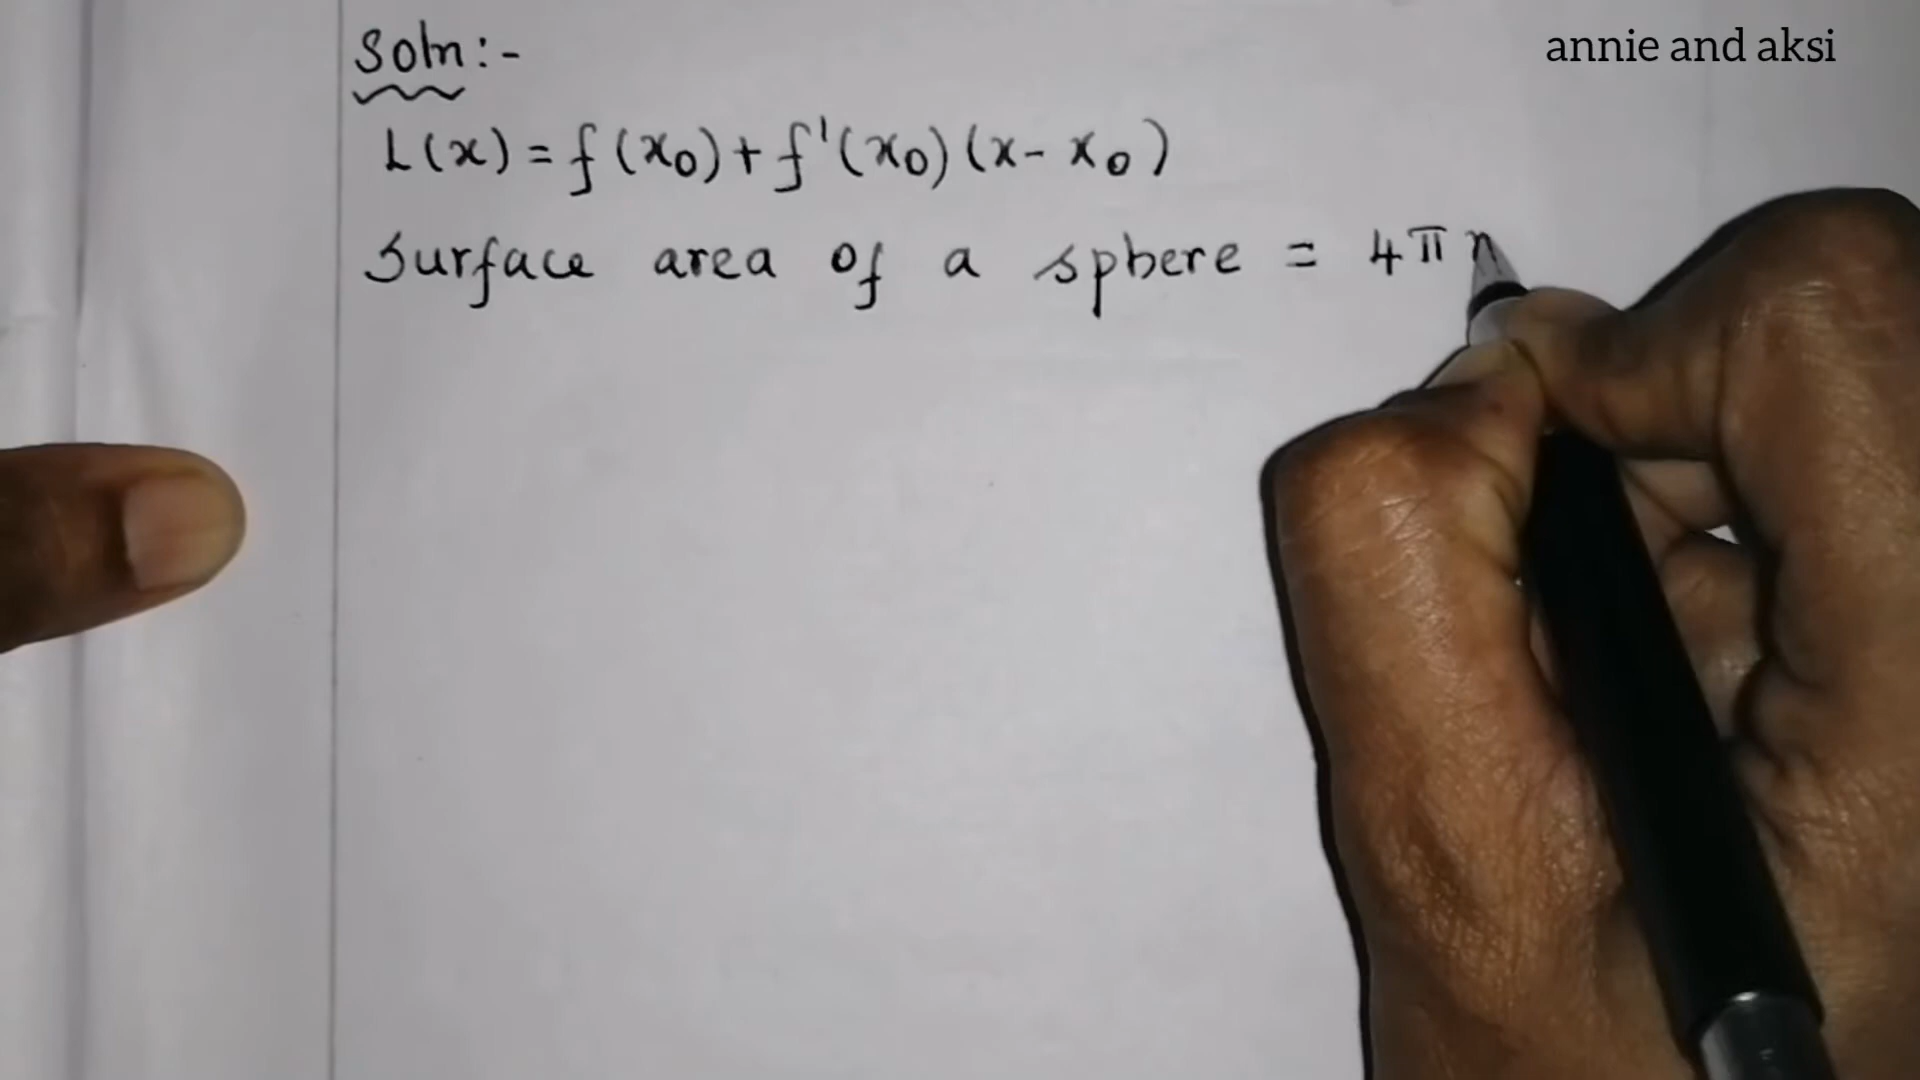 annie and aksi
Soln:-
L(x) = f(x₀) + f'(x₀)(x - x₀)
Surface area of a sphere = 4π